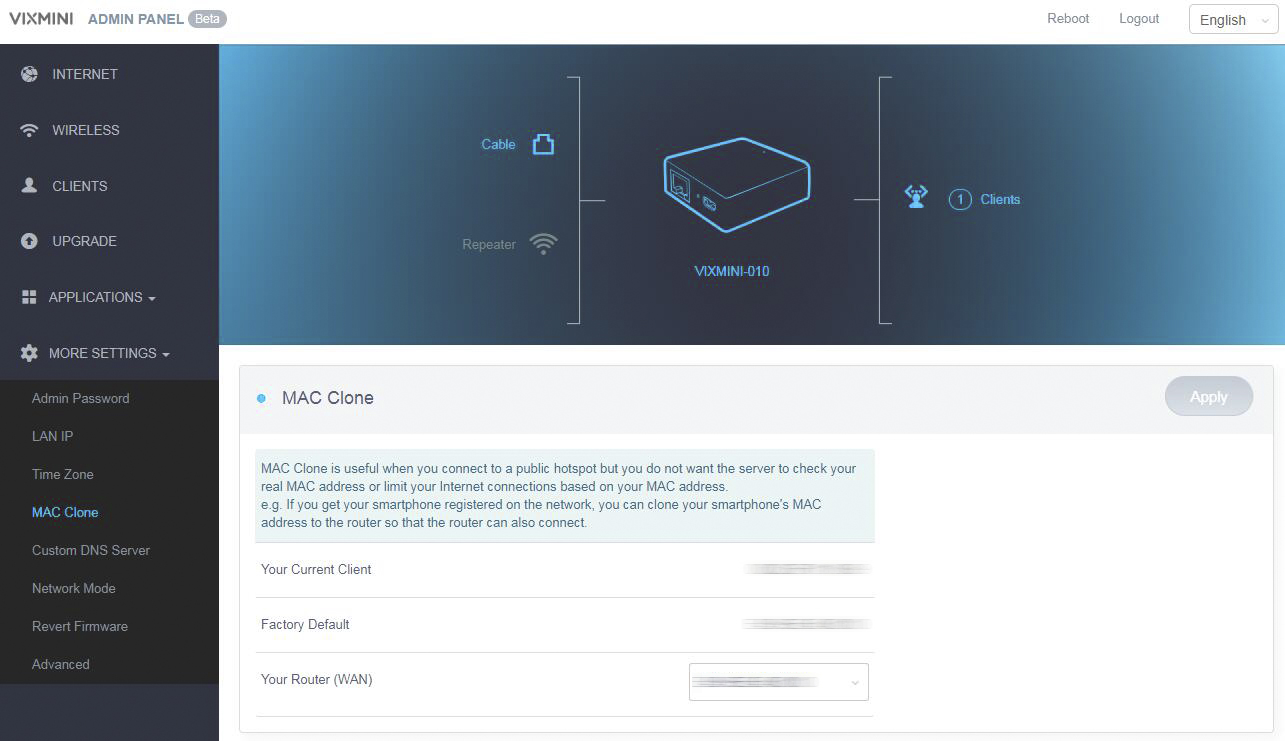 VIXMINI ADMIN PANEL Beta
Reboot Logout English
INTERNET
WIRELESS
CLIENTS
UPGRADE
APPLICATIONS
MORE SETTINGS
Admin Password
LAN IP
Time Zone
MAC Clone
Custom DNS Server
Network Mode
Revert Firmware
Advanced
Cable
Repeater
VIXMINI-010
1 Clients
MAC Clone
Apply
MAC Clone is useful when you connect to a public hotspot but you do not want the server to check your
real MAC address or limit your Internet connections based on your MAC address.
e.g. If you get your smartphone registered on the network, you can clone your smartphone's MAC
address to the router so that the router can also connect.
Your Current Client
Factory Default
Your Router (WAN)